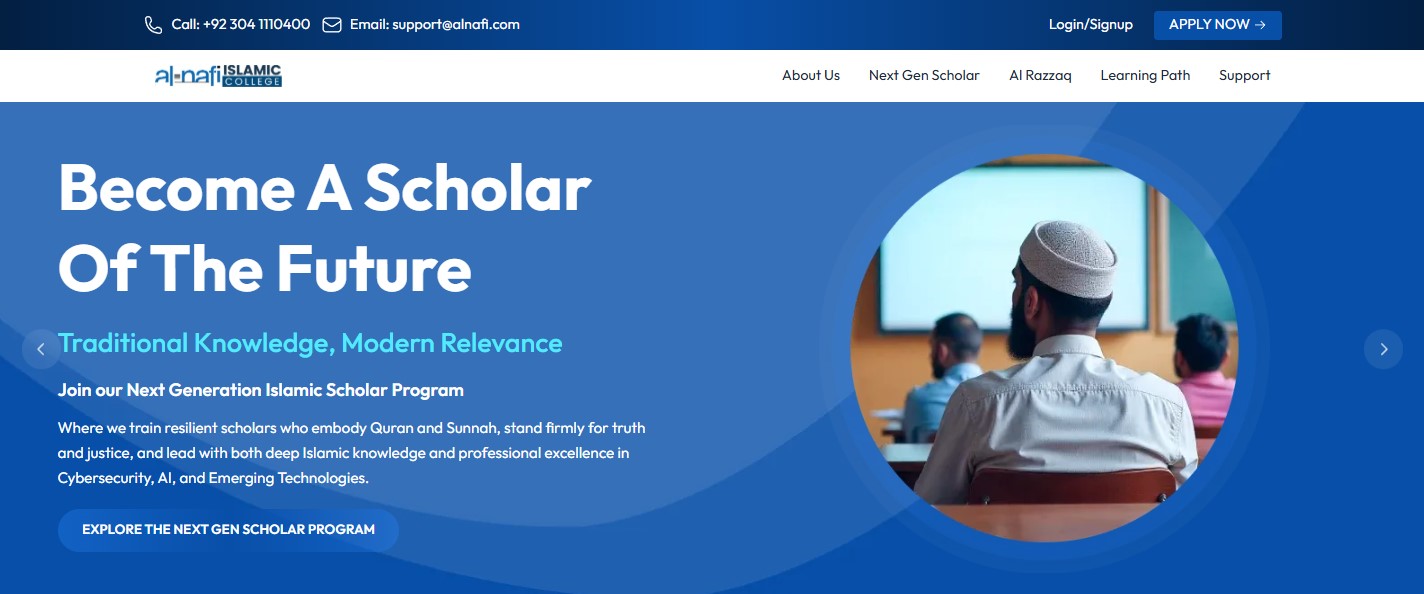 Call: +92 304 1110400
Email: support@alnafi.com
Login/Signup
APPLY NOW →
al-nafi ISLAMIC
COLLEGE
About Us
Next Gen Scholar
Al Razzaq
Learning Path
Support
Become A Scholar
Of The Future
Traditional Knowledge, Modern Relevance
Join our Next Generation Islamic Scholar Program
Where we train resilient scholars who embody Quran and Sunnah, stand firmly for truth
and justice, and lead with both deep Islamic knowledge and professional excellence in
Cybersecurity, AI, and Emerging Technologies.
EXPLORE THE NEXT GEN SCHOLAR PROGRAM